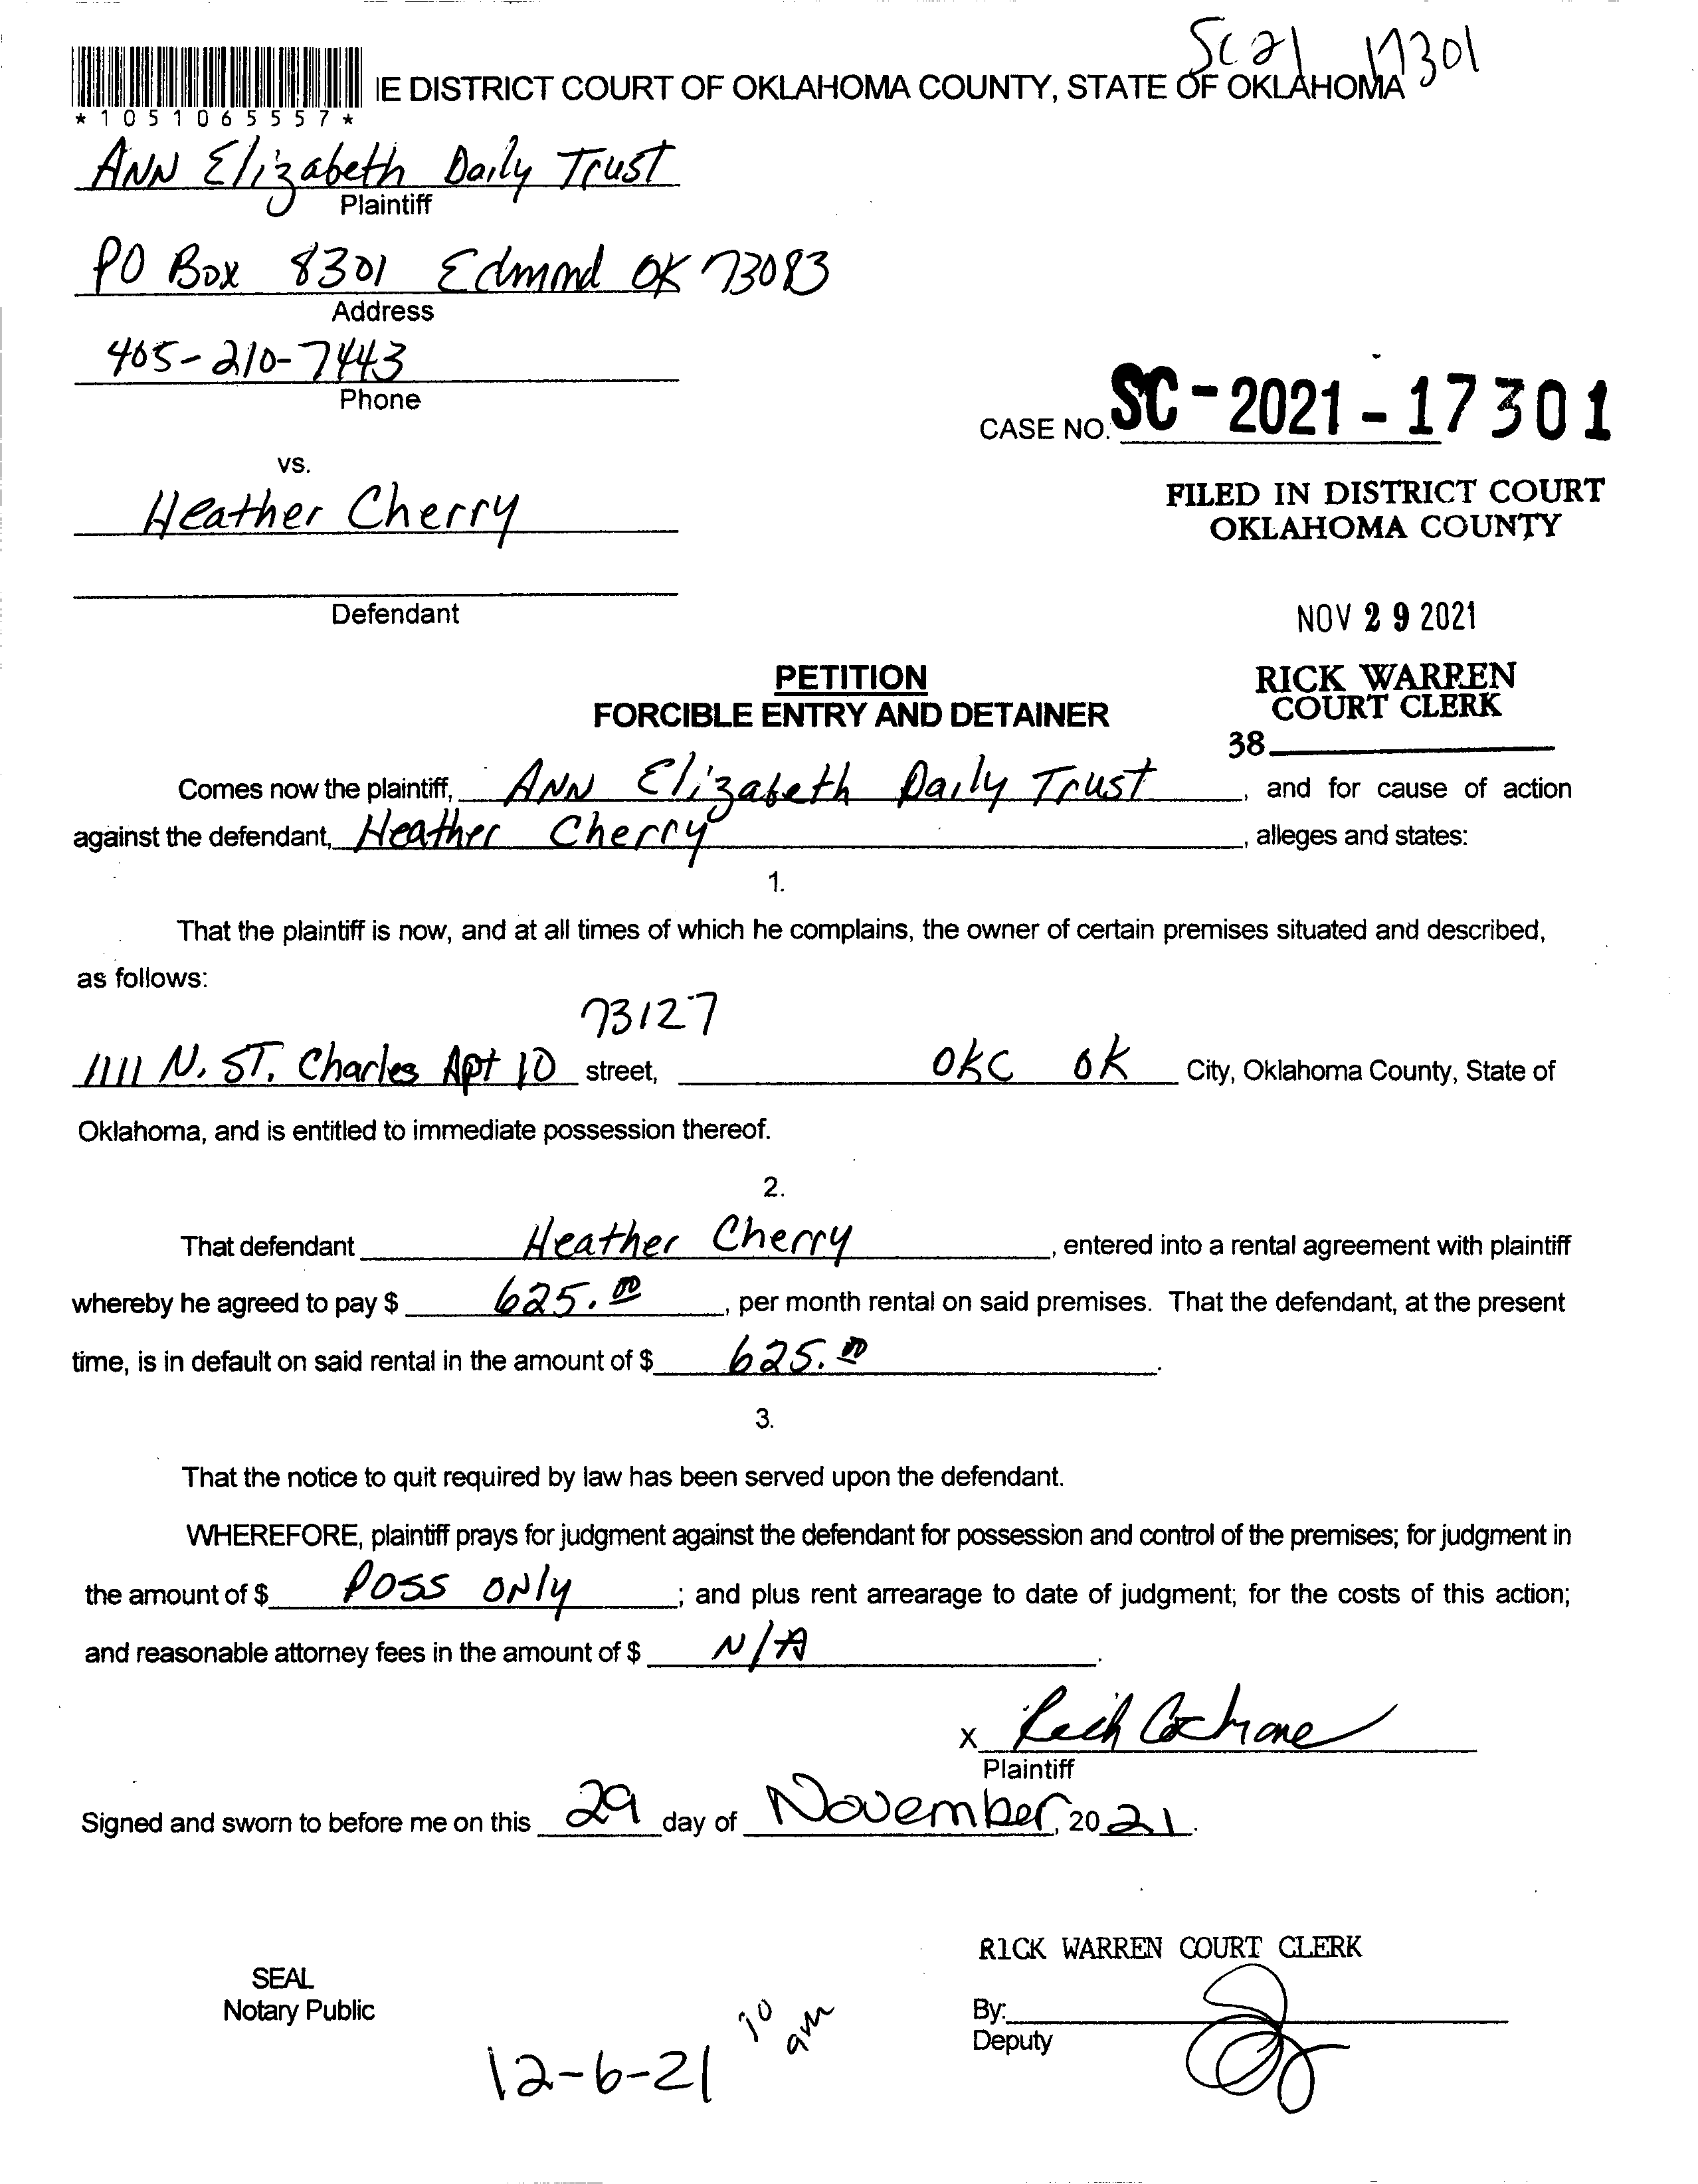 Sc21 17301
IE DISTRICT COURT OF OKLAHOMA COUNTY, STATE OF OKLAHOMA
*1051065557*
ANN Elizabeth Daily Trust
Plaintiff
PO Box 8301 Edmond OK 73083
Address
405-210-7443
Phone
CASE NO. SC-2021-17301
vs.
FILED IN DISTRICT COURT
OKLAHOMA COUNTY
Heather Cherry
Defendant
NOV 29 2021
PETITION
FORCIBLE ENTRY AND DETAINER
RICK WARREN
COURT CLERK
38
Comes now the plaintiff, ANN Elizabeth Daily Trust, and for cause of action
against the defendant, Heather Cherry, alleges and states:
1.
That the plaintiff is now, and at all times of which he complains, the owner of certain premises situated and described,
as follows:
73127
1111 N. ST. Charles Apt 10 street, OKC OK City, Oklahoma County, State of
Oklahoma, and is entitled to immediate possession thereof.
2.
That defendant Heather Cherry, entered into a rental agreement with plaintiff
whereby he agreed to pay $ 625.00, per month rental on said premises. That the defendant, at the present
time, is in default on said rental in the amount of $ 625.00.
3.
That the notice to quit required by law has been served upon the defendant.
WHEREFORE, plaintiff prays for judgment against the defendant for possession and control of the premises; for judgment in
the amount of $ Poss ONly; and plus rent arrearage to date of judgment; for the costs of this action;
and reasonable attorney fees in the amount of $ N/A.
X Rich Cochrane
Plaintiff
Signed and sworn to before me on this 29 day of November, 2021.
RICK WARREN COURT CLERK
SEAL
Notary Public
By:
Deputy
12-6-21 10 am